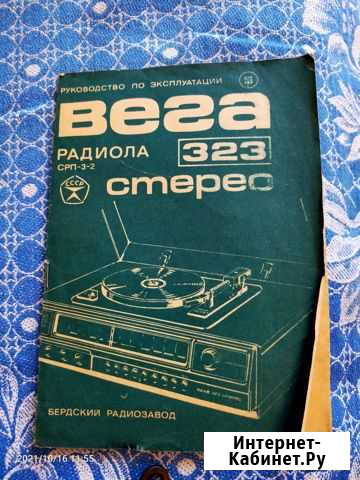 РУКОВОДСТВО ПО ЭКСПЛУАТАЦИИ
Вега
РАДИОЛА 323
СРП-3-2
СССР стерео
БЕРДСКИЙ РАДИОЗАВОД
2021/10/16 11:55
Интернет-
Кабинет.Ру